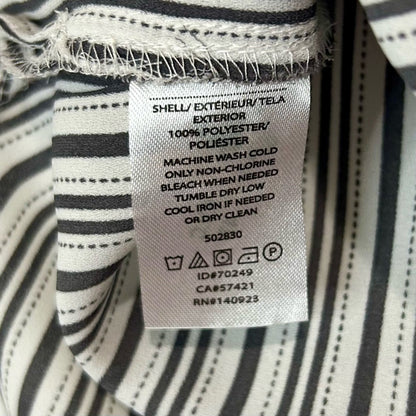 SHELL/ EXTÉRIEUR/ TELA
EXTERIOR
100% POLYESTER/
POLIÉSTER
MACHINE WASH COLD
ONLY NON-CHLORINE
BLEACH WHEN NEEDED
TUMBLE DRY LOW
COOL IRON IF NEEDED
OR DRY CLEAN
502830
ID#70249
CA#57421
RN#140923